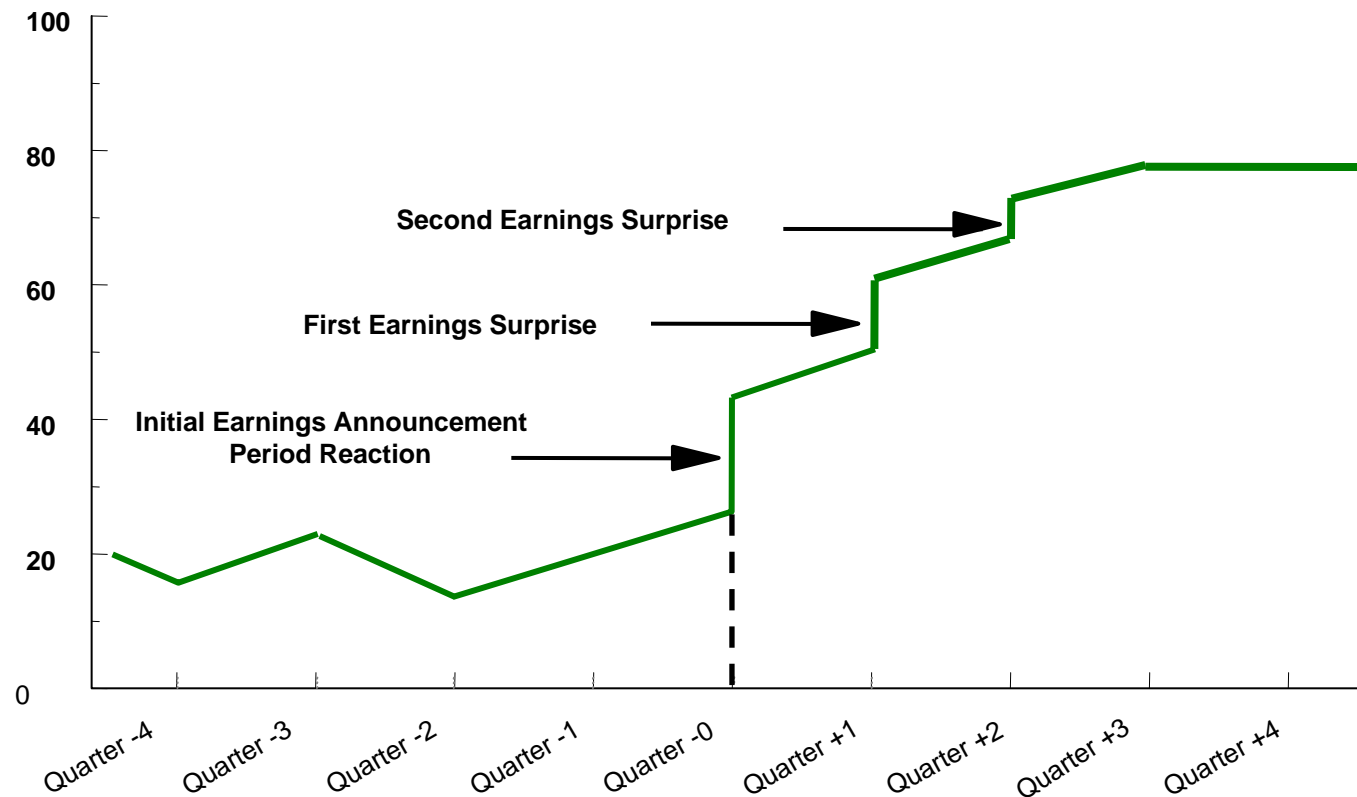 100
80
Second Earnings Surprise
60
First Earnings Surprise
40
Initial Earnings Announcement
Period Reaction
20
0
Quarter -4
Quarter -3
Quarter -2
Quarter -1
Quarter -0
Quarter +1
Quarter +2
Quarter +3
Quarter +4